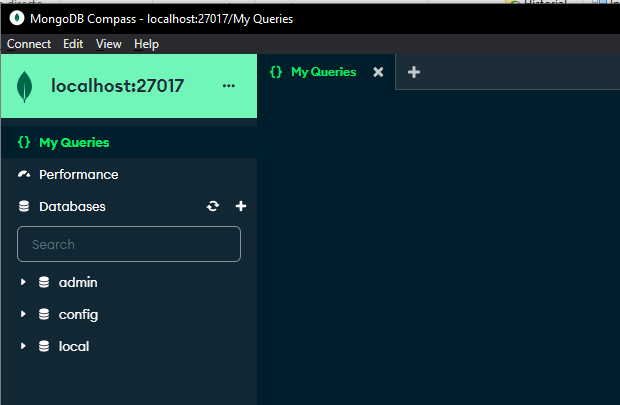 MongoDB Compass - localhost:27017/My Queries
Connect Edit View Help
localhost:27017 ...
{} My Queries
{} My Queries
Performance
Databases
Search
admin
config
local